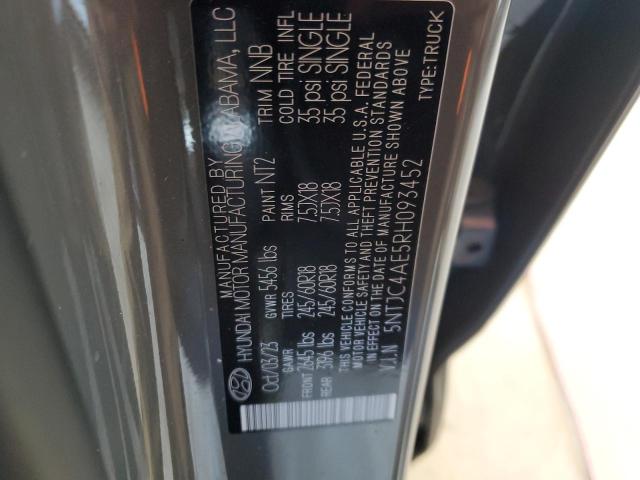 MANUFACTURED BY
HYUNDAI MOTOR MANUFACTURING ALABAMA, LLC
Oct/03/23 GVWR 5456 lbs PAINT NT2 TRIM NNB
GAWR TIRES RIMS COLD TIRE INFL
FRONT 2645 lbs 245/60R18 7.5JX18 35 psi SINGLE
REAR 3196 lbs 245/60R18 7.5JX18 35 psi SINGLE
THIS VEHICLE CONFORMS TO ALL APPLICABLE U.S.A. FEDERAL
MOTOR VEHICLE SAFETY AND THEFT PREVENTION STANDARDS
IN EFFECT ON THE DATE OF MANUFACTURE SHOWN ABOVE
V.I.N 5NTJC4AE5RH093452 TYPE:TRUCK